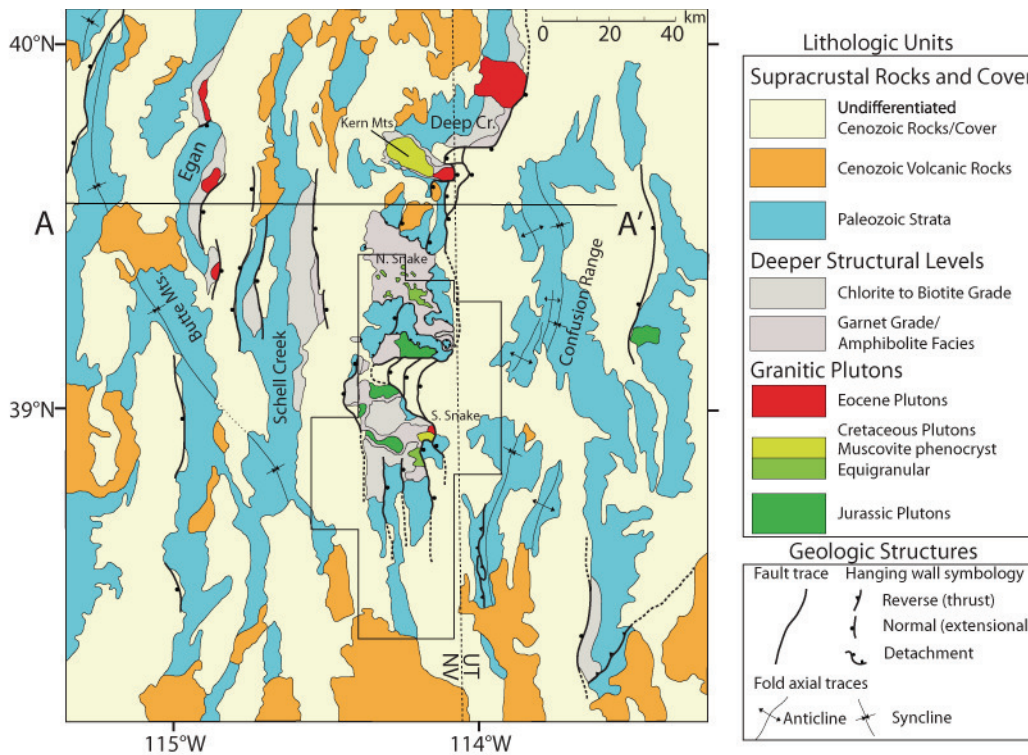 40°N
km
0 20 40
Kern Mts.
Deep Cr.
Egan
A
A'
N. Snake
Butte Mts.
Schell Creek
Confusion Range
39°N
S. Snake
UT
NV
115°W
114°W
Lithologic Units
Supracrustal Rocks and Cover
Undifferentiated
Cenozoic Rocks/Cover
Cenozoic Volcanic Rocks
Paleozoic Strata
Deeper Structural Levels
Chlorite to Biotite Grade
Garnet Grade/
Amphibolite Facies
Granitic Plutons
Eocene Plutons
Cretaceous Plutons
Muscovite phenocryst
Equigranular
Jurassic Plutons
Geologic Structures
Fault trace Hanging wall symbology
Reverse (thrust)
Normal (extensional)
Detachment
Fold axial traces
Anticline Syncline